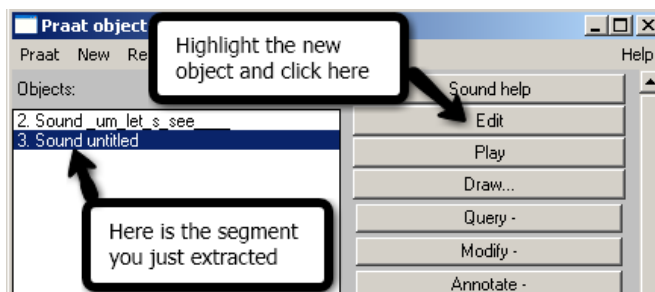 Praat object
Praat New Re
Help
Highlight the new
object and click here
Objects:
2. Sound _um_let_s_see____
3. Sound untitled
Here is the segment
you just extracted
Sound help
Edit
Play
Draw...
Query -
Modify -
Annotate -